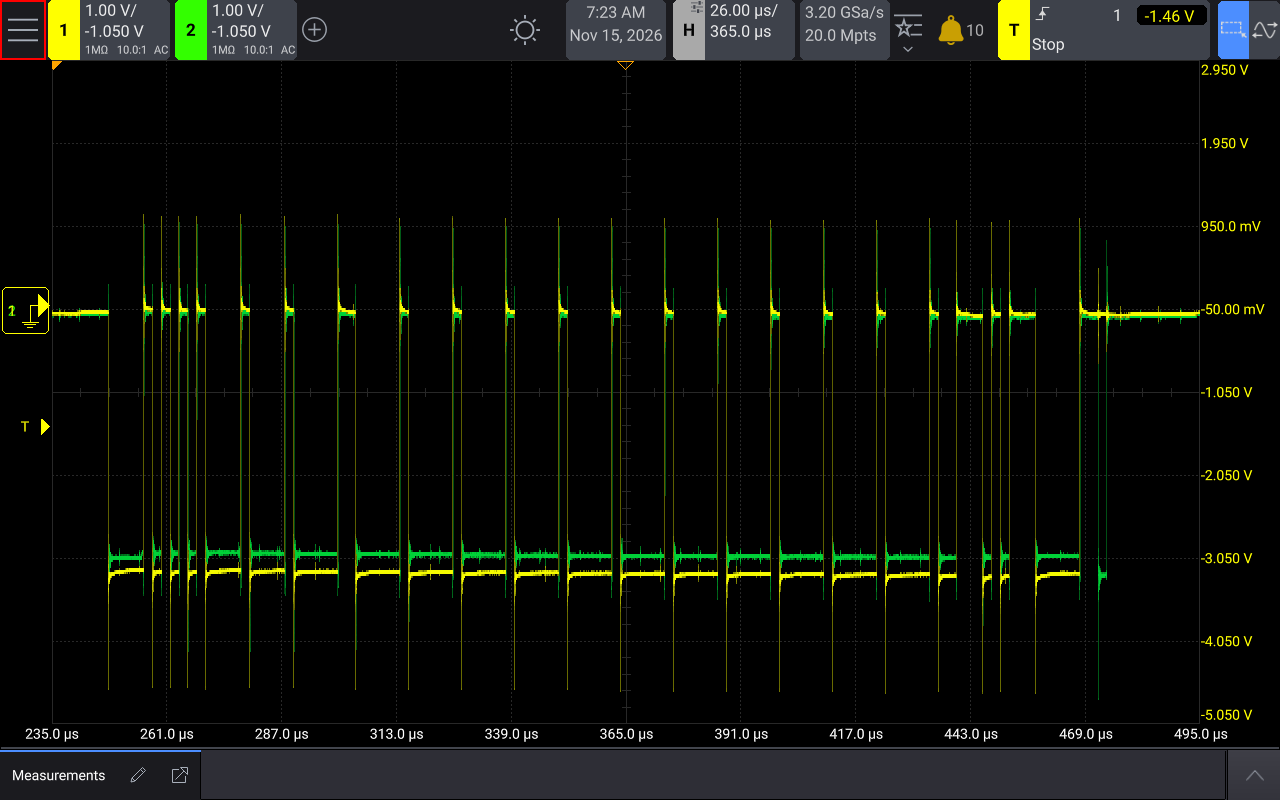 1
1.00 V/
-1.050 V
1MΩ 10.0:1 AC
2
1.00 V/
-1.050 V
1MΩ 10.0:1 AC
7:23 AM
Nov 15, 2026
H
26.00 µs/
365.0 µs
3.20 GSa/s
20.0 Mpts
10
T
1
-1.46 V
Stop
2.950 V
1.950 V
950.0 mV
-50.00 mV
-1.050 V
-2.050 V
-3.050 V
-4.050 V
-5.050 V
T
235.0 µs 261.0 µs 287.0 µs 313.0 µs 339.0 µs 365.0 µs 391.0 µs 417.0 µs 443.0 µs 469.0 µs 495.0 µs
Measurements